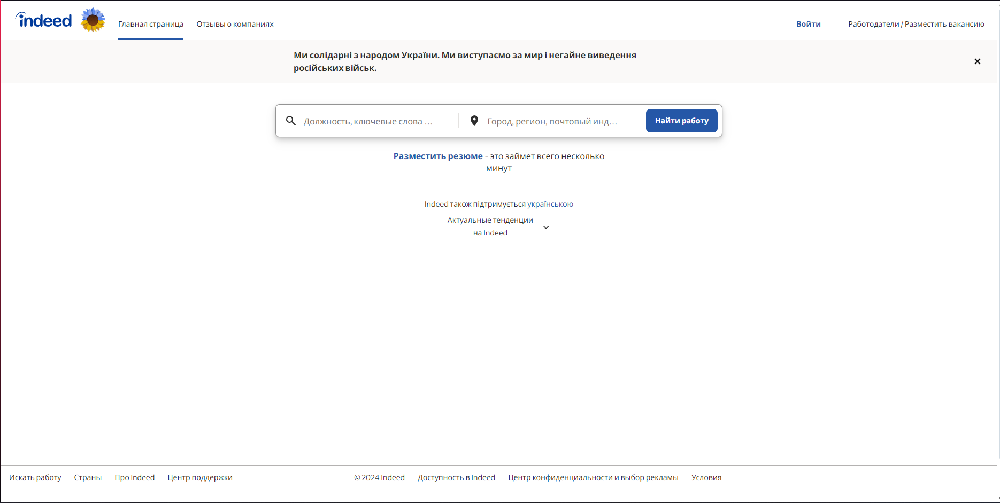 indeed
Главная страница
Отзывы о компаниях
Войти
Работодатели / Разместить вакансию
Ми солідарні з народом України. Ми виступаємо за мир і негайне виведення
російських військ.
Должность, ключевые слова …
Город, регион, почтовый инд…
Найти работу
Разместить резюме - это займет всего несколько
минут
Indeed також підтримується українською
Актуальные тенденции
на Indeed
Искать работу
Страны
Про Indeed
Центр поддержки
© 2024 Indeed
Доступность в Indeed
Центр конфиденциальности и выбор рекламы
Условия